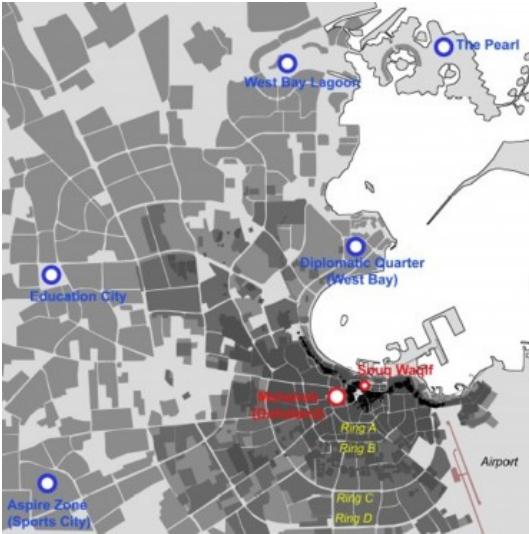 The Pearl
West Bay Lagoon
Diplomatic Quarter
(West Bay)
Education City
Souq Waqif
Ring A
Ring B
Airport
Ring C
Ring D
Aspire Zone
(Sports City)